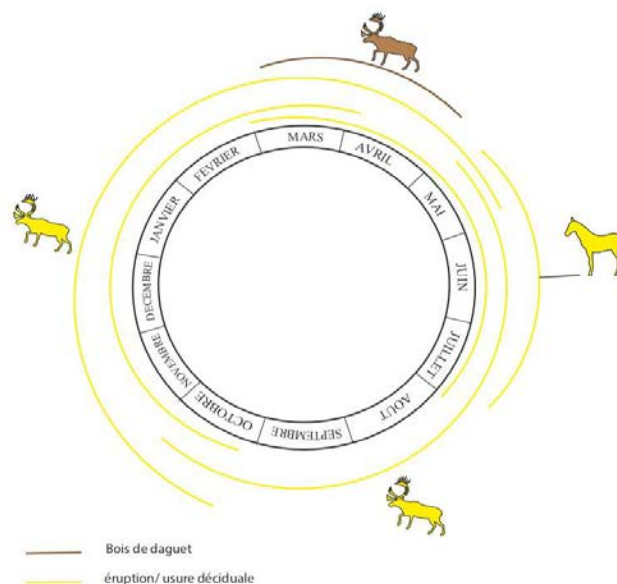 MARS
AVRIL
MAI
JUIN
JUILLET
AOUT
SEPTEMBRE
OCTOBRE
NOVEMBRE
DECEMBRE
JANVIER
FEVRIER
Bois de daguet
éruption/ usure déciduale